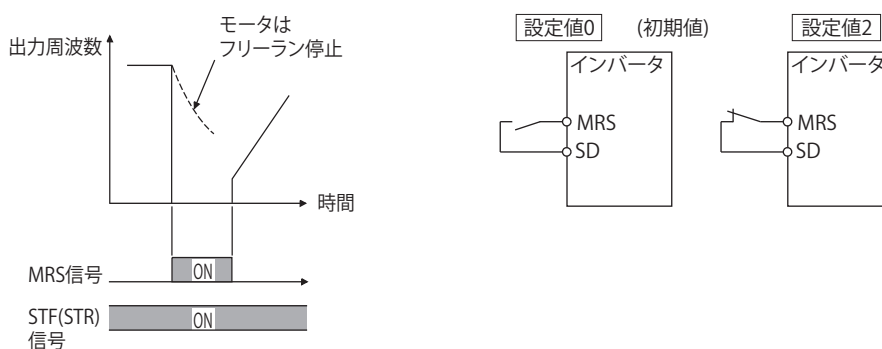 モータは
フリーラン停止
出力周波数
時間
MRS信号
ON
STF(STR)
信号
ON
設定値0 (初期値)
インバータ
MRS
SD
設定値2
インバータ
MRS
SD